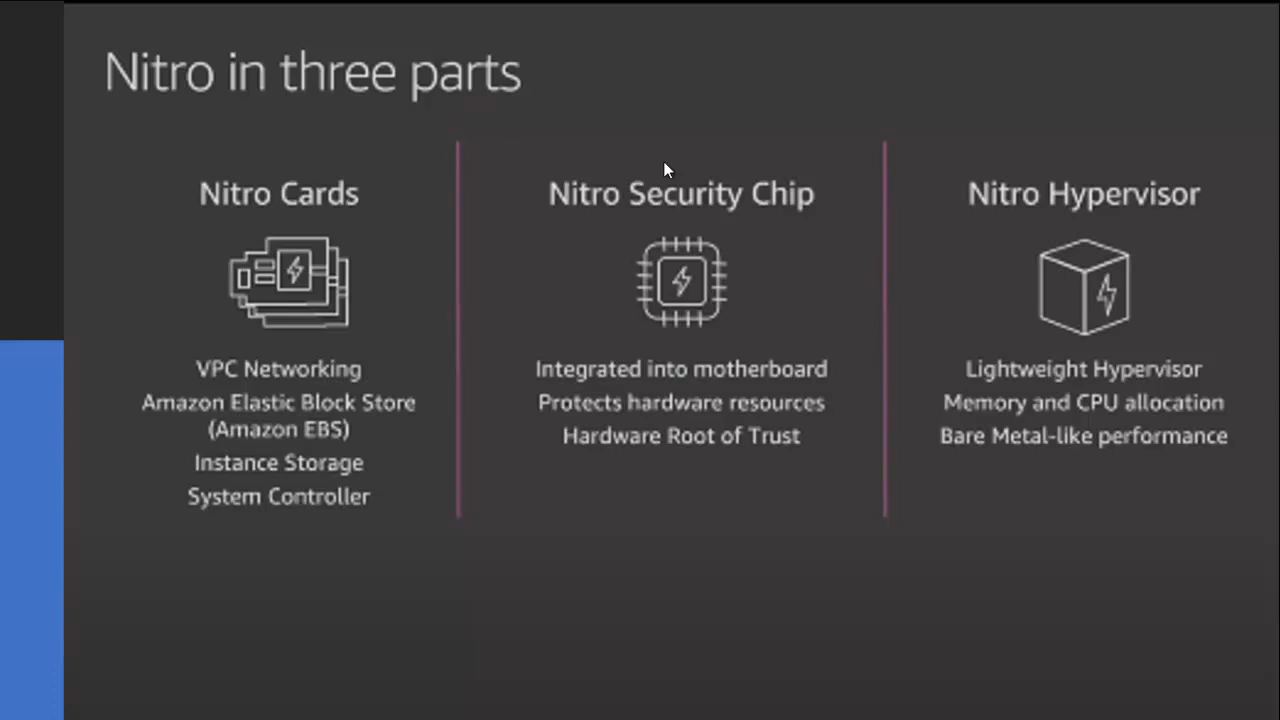 Nitro in three parts
Nitro Cards
VPC Networking
Amazon Elastic Block Store
(Amazon EBS)
Instance Storage
System Controller
Nitro Security Chip
Integrated into motherboard
Protects hardware resources
Hardware Root of Trust
Nitro Hypervisor
Lightweight Hypervisor
Memory and CPU allocation
Bare Metal-like performance